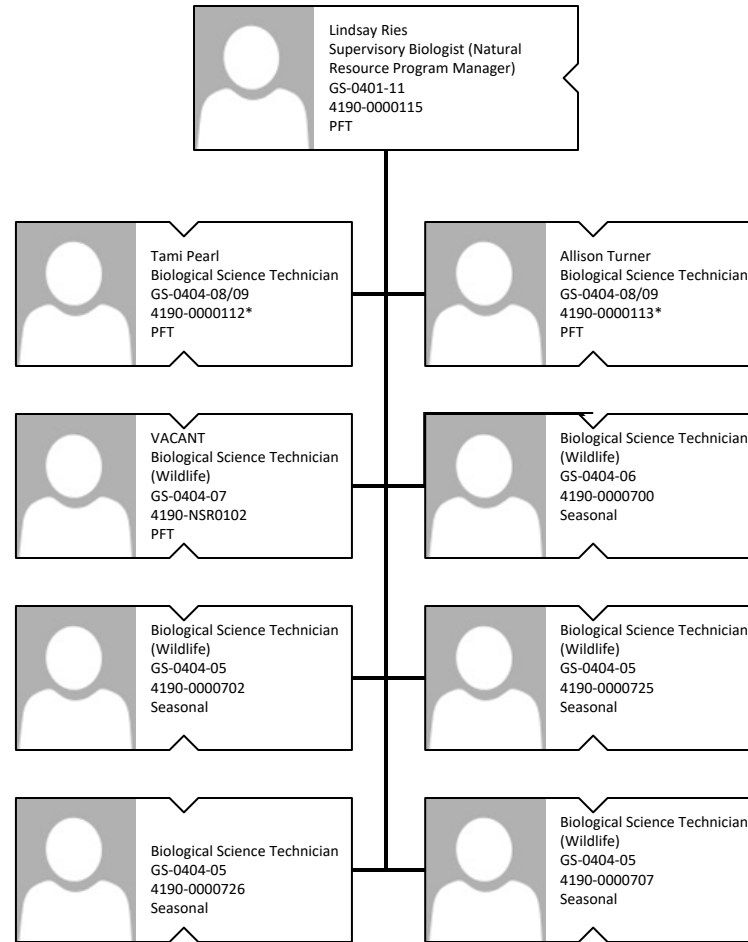 Lindsay Ries
Supervisory Biologist (Natural
Resource Program Manager)
GS-0401-11
4190-0000115
PFT
Tami Pearl
Biological Science Technician
GS-0404-08/09
4190-0000112*
PFT
Allison Turner
Biological Science Technician
GS-0404-08/09
4190-0000113*
PFT
VACANT
Biological Science Technician
(Wildlife)
GS-0404-07
4190-NSR0102
PFT
Biological Science Technician
(Wildlife)
GS-0404-06
4190-0000700
Seasonal
Biological Science Technician
(Wildlife)
GS-0404-05
4190-0000702
Seasonal
Biological Science Technician
(Wildlife)
GS-0404-05
4190-0000725
Seasonal
Biological Science Technician
GS-0404-05
4190-0000726
Seasonal
Biological Science Technician
(Wildlife)
GS-0404-05
4190-0000707
Seasonal